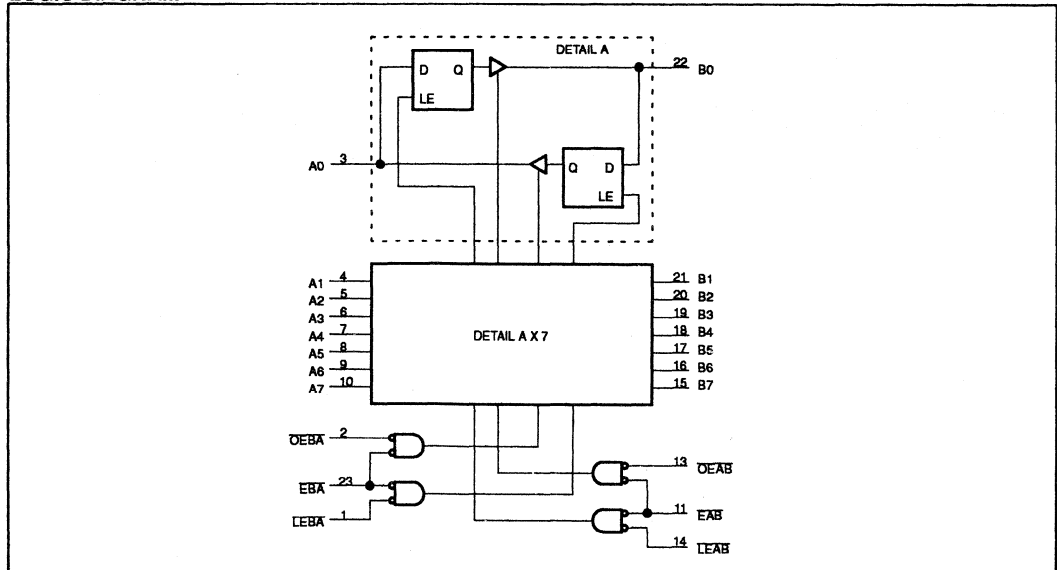 DETAIL A
D Q
LE
22 B0
A0 3
Q D
LE
A1 4
A2 5
A3 6
A4 7
A5 8
A6 9
A7 10
DETAIL A X 7
21 B1
20 B2
19 B3
18 B4
17 B5
16 B6
15 B7
OEBA 2
EBA 23
LEBA 1
13 OEAB
11 EAB
14 LEAB